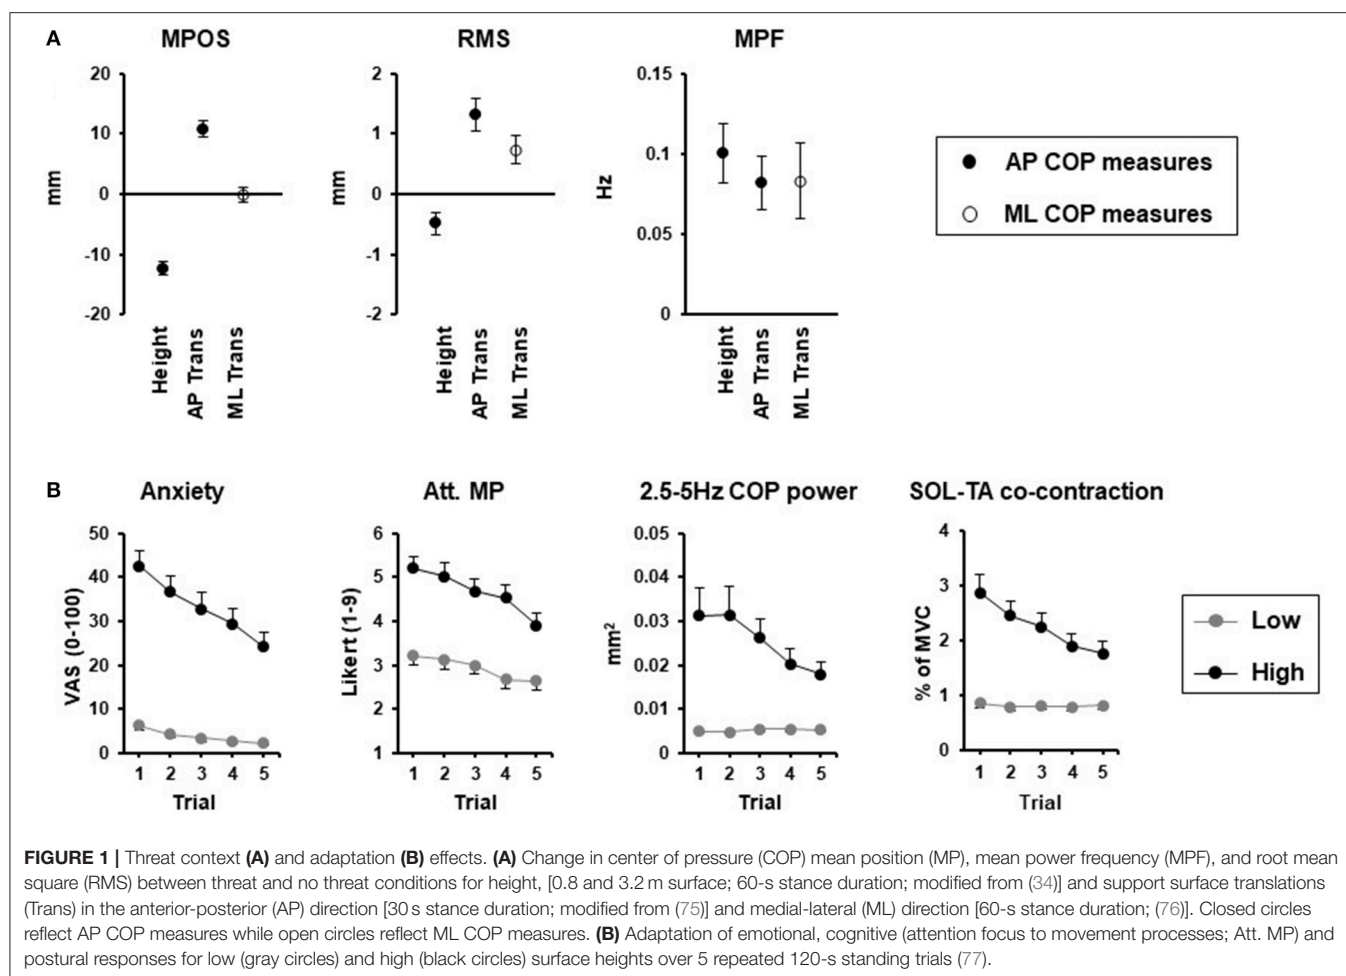 A
MPOS
RMS
MPF
20
10
0
-10
-20
mm
Height
AP Trans
ML Trans
2
1
0
-1
-2
mm
Height
AP Trans
ML Trans
0.15
0.1
0.05
0
Hz
Height
AP Trans
ML Trans
AP COP measures
ML COP measures
B
Anxiety
Att. MP
2.5-5Hz COP power
SOL-TA co-contraction
50
40
30
20
10
0
VAS (0-100)
1 2 3 4 5
Trial
6
5
4
3
2
1
Likert (1-9)
1 2 3 4 5
Trial
0.05
0.04
0.03
0.02
0.01
0
mm²
1 2 3 4 5
Trial
4
3
2
1
0
% of MVC
1 2 3 4 5
Trial
Low
High
FIGURE 1 | Threat context (A) and adaptation (B) effects. (A) Change in center of pressure (COP) mean position (MP), mean power frequency (MPF), and root mean
square (RMS) between threat and no threat conditions for height, [0.8 and 3.2 m surface; 60-s stance duration; modified from (34)] and support surface translations
(Trans) in the anterior-posterior (AP) direction [30 s stance duration; modified from (75)] and medial-lateral (ML) direction [60-s stance duration; (76)]. Closed circles
reflect AP COP measures while open circles reflect ML COP measures. (B) Adaptation of emotional, cognitive (attention focus to movement processes; Att. MP) and
postural responses for low (gray circles) and high (black circles) surface heights over 5 repeated 120-s standing trials (77).